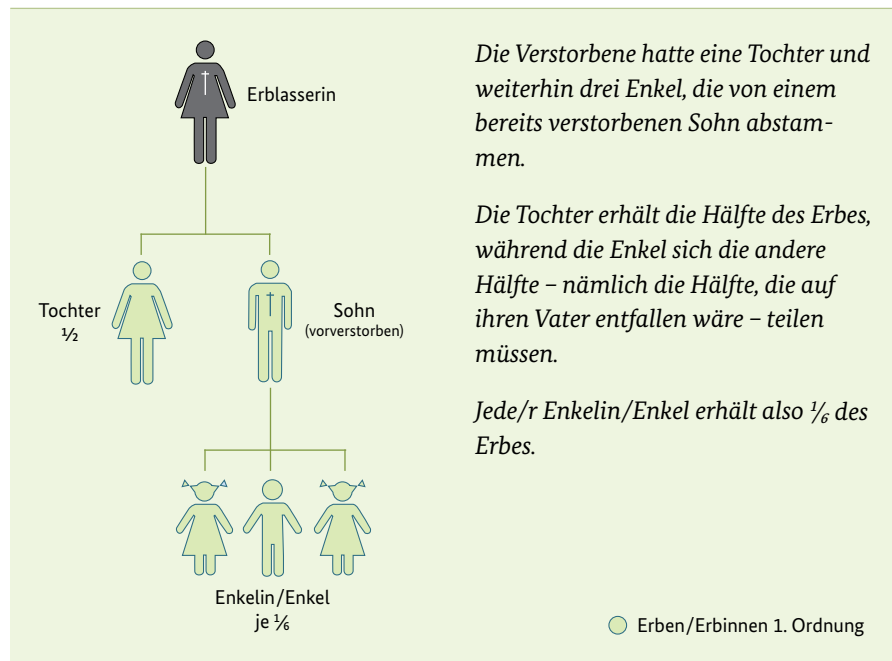 Erblasserin
Tochter
½
Sohn
(vorverstorben)
Enkelin/Enkel
je ⅙
Die Verstorbene hatte eine Tochter und
weiterhin drei Enkel, die von einem
bereits verstorbenen Sohn abstam-
men.
Die Tochter erhält die Hälfte des Erbes,
während die Enkel sich die andere
Hälfte – nämlich die Hälfte, die auf
ihren Vater entfallen wäre – teilen
müssen.
Jede/r Enkelin/Enkel erhält also ⅙ des
Erbes.
Erben/Erbinnen 1. Ordnung